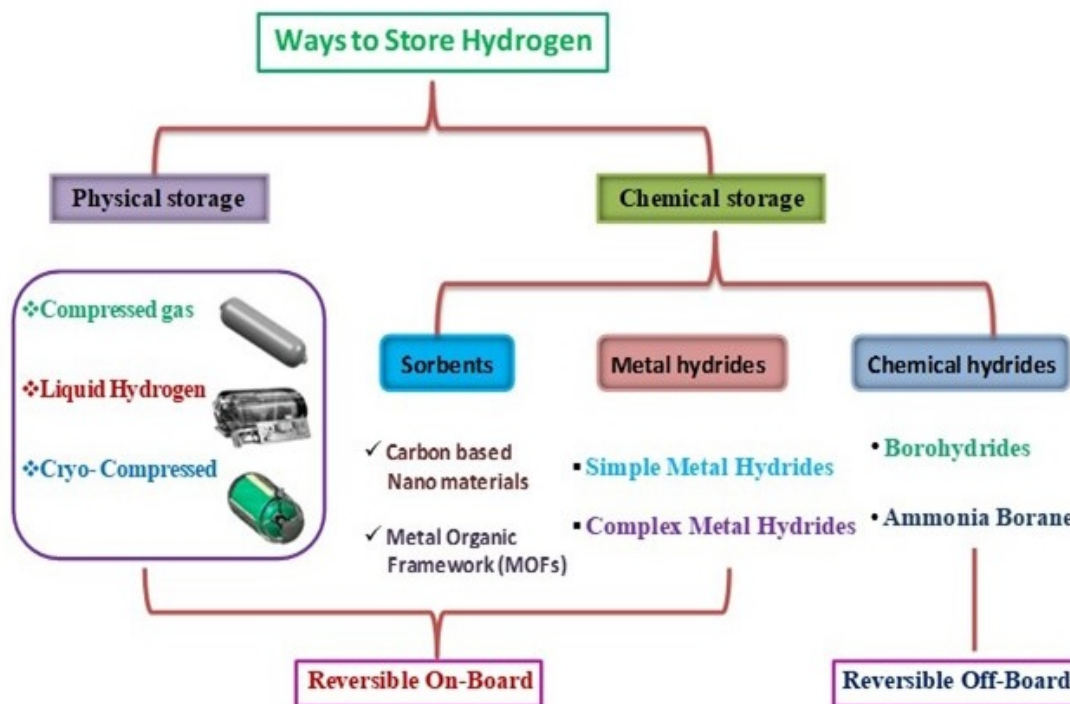 Ways to Store Hydrogen
Physical storage
Chemical storage
❖Compressed gas
❖Liquid Hydrogen
❖Cryo- Compressed
Sorbents
Metal hydrides
Chemical hydrides
✓ Carbon based
Nano materials
✓ Metal Organic
Framework (MOFs)
▪ Simple Metal Hydrides
▪ Complex Metal Hydrides
• Borohydrides
• Ammonia Borane
Reversible On-Board
Reversible Off-Board